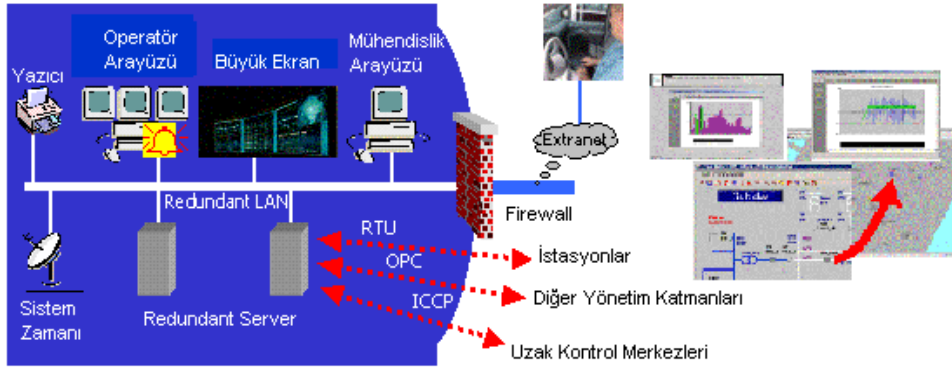 Yazıcı
Operatör
Arayüzü
Büyük Ekran
Mühendislik
Arayüzü
Extranet
Redundant LAN
Firewall
RTU
İstasyonlar
OPC
Diğer Yönetim Katmanları
ICCP
Sistem
Zamanı
Redundant Server
Uzak Kontrol Merkezleri